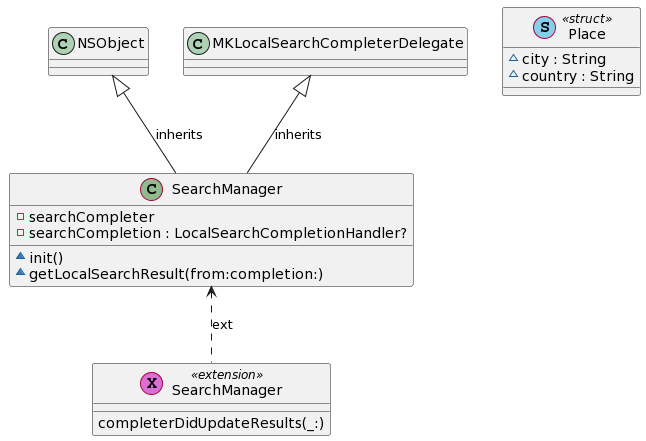 C NSObject
C MKLocalSearchCompleterDelegate
S «struct»
Place
city : String
country : String
inherits
inherits
C SearchManager
searchCompleter
searchCompletion : LocalSearchCompletionHandler?
init()
getLocalSearchResult(from:completion:)
ext
X «extension»
SearchManager
completerDidUpdateResults(_:)